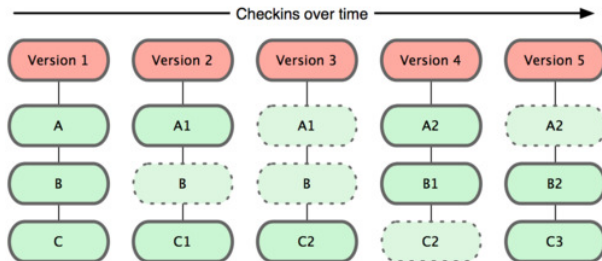 Checkins over time
Version 1 Version 2 Version 3 Version 4 Version 5
A A1 A1 A2 A2
B B B B1 B2
C C1 C2 C2 C3